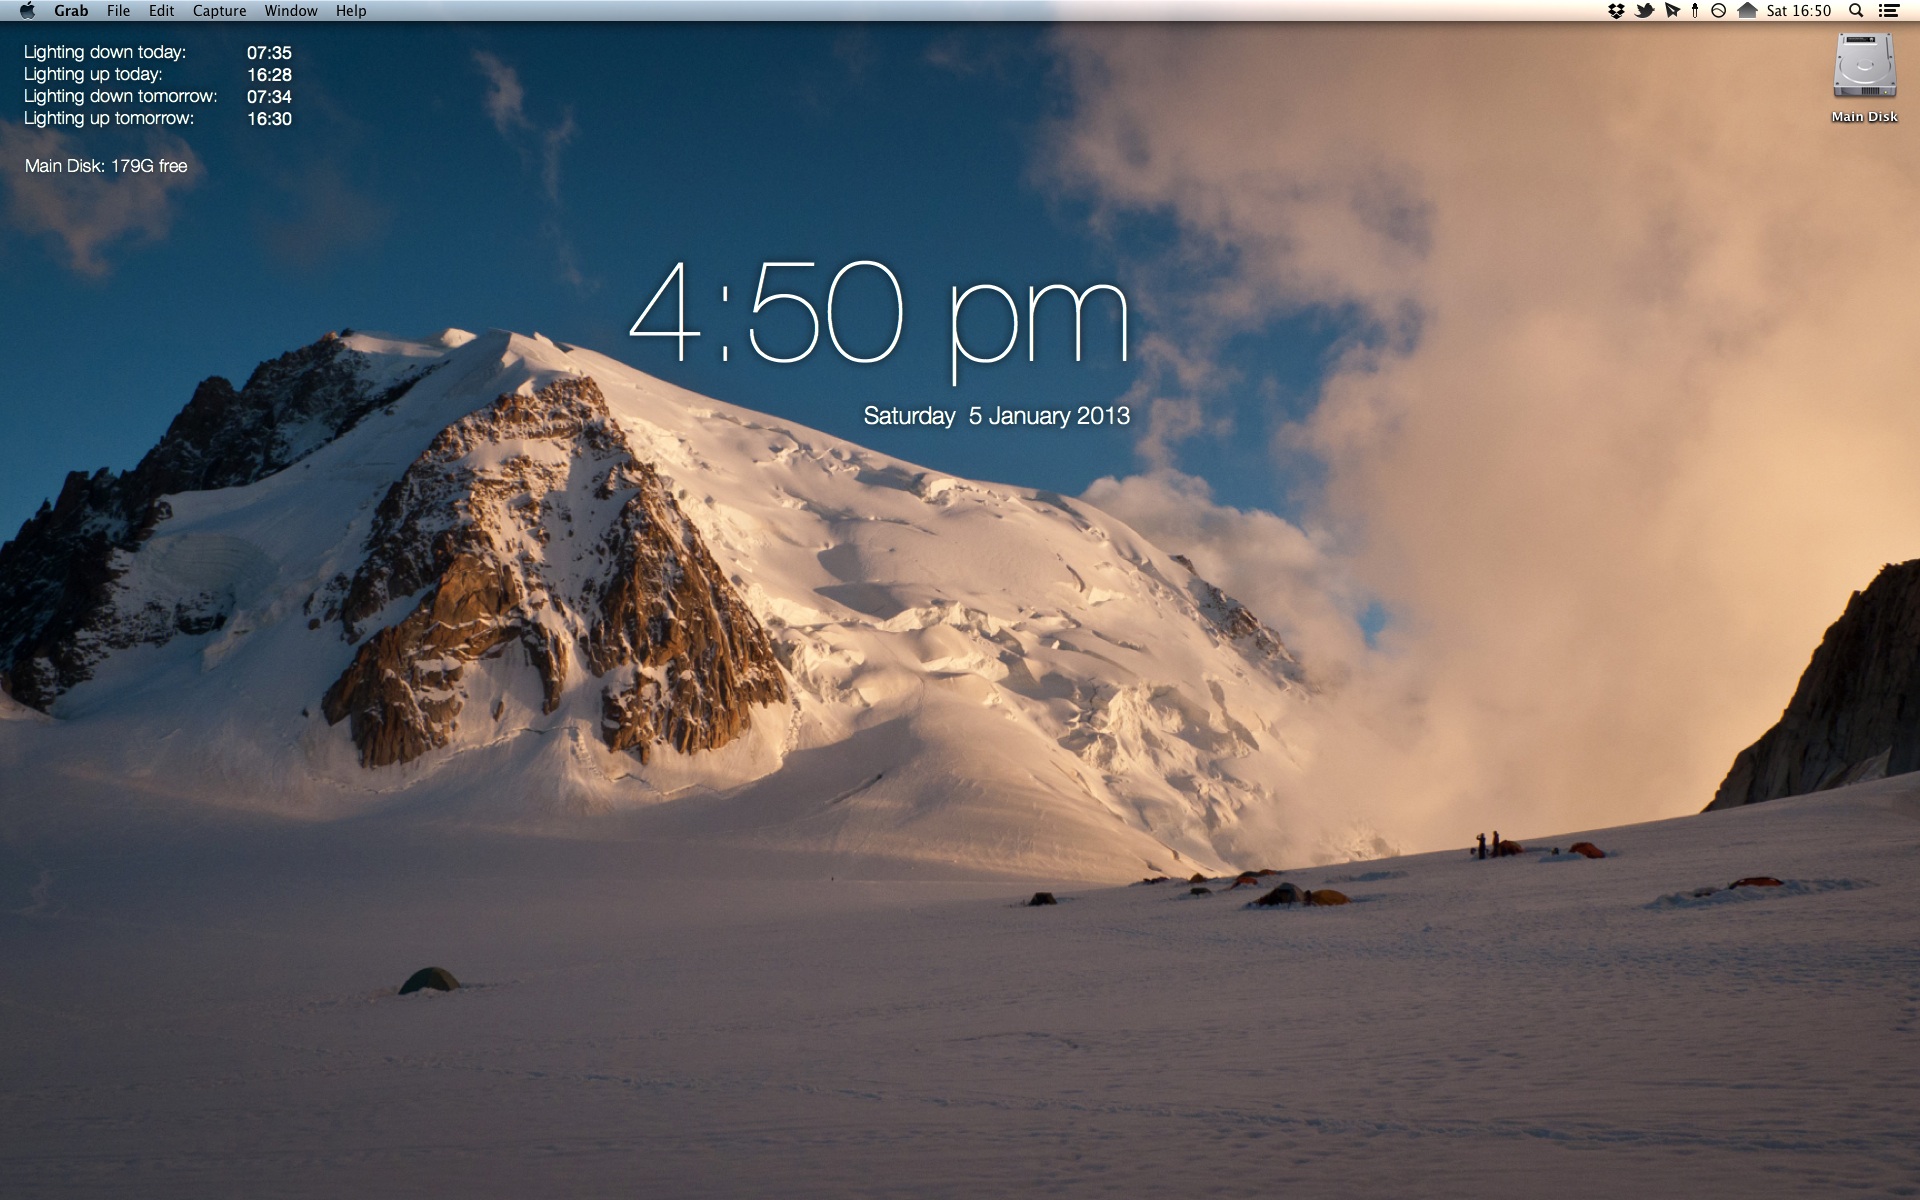 Grab File Edit Capture Window Help Sat 16:50
Lighting down today: 07:35
Lighting up today: 16:28
Lighting down tomorrow: 07:34
Lighting up tomorrow: 16:30
Main Disk: 179G free
Main Disk
4:50 pm
Saturday 5 January 2013